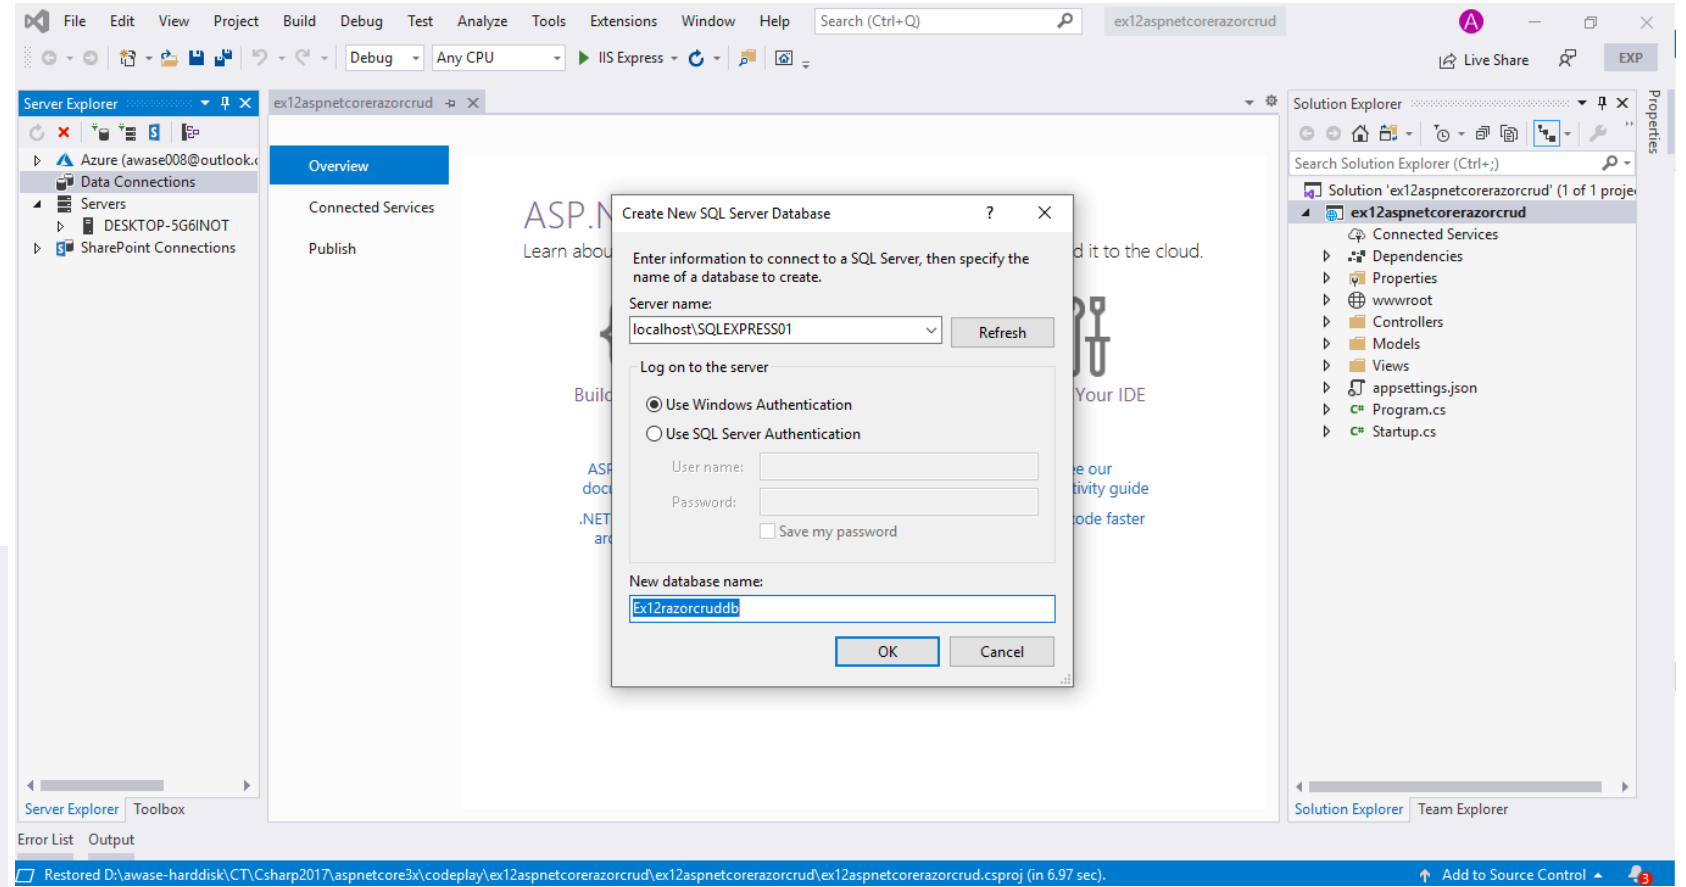 File Edit View Project Build Debug Test Analyze Tools Extensions Window Help Search (Ctrl+Q) ex12aspnetcorerazorcrud A
Debug Any CPU IIS Express Live Share EXP
Server Explorer
ex12aspnetcorerazorcrud
Solution Explorer
Properties
Azure (awase008@outlook.c
Data Connections
Servers
DESKTOP-5G6INOT
SharePoint Connections
Overview
Connected Services
Publish
ASP.N
Learn abou
d it to the cloud.
Build
Your IDE
ASP
docu
.NET
arc
ee our
tivity guide
code faster
Create New SQL Server Database ?
Enter information to connect to a SQL Server, then specify the
name of a database to create.
Server name:
localhost\SQLEXPRESS01 Refresh
Log on to the server
Use Windows Authentication
Use SQL Server Authentication
User name:
Password:
Save my password
New database name:
Ex12razorcruddb
OK Cancel
Search Solution Explorer (Ctrl+;)
Solution 'ex12aspnetcorerazorcrud' (1 of 1 proje
ex12aspnetcorerazorcrud
Connected Services
Dependencies
Properties
wwwroot
Controllers
Models
Views
appsettings.json
C# Program.cs
C# Startup.cs
Server Explorer Toolbox
Solution Explorer Team Explorer
Error List Output
Restored D:\awase-harddisk\CT\Csharp2017\aspnetcore3x\codeplay\ex12aspnetcorerazorcrud\ex12aspnetcorerazorcrud\ex12aspnetcorerazorcrud.csproj (in 6.97 sec). Add to Source Control 3